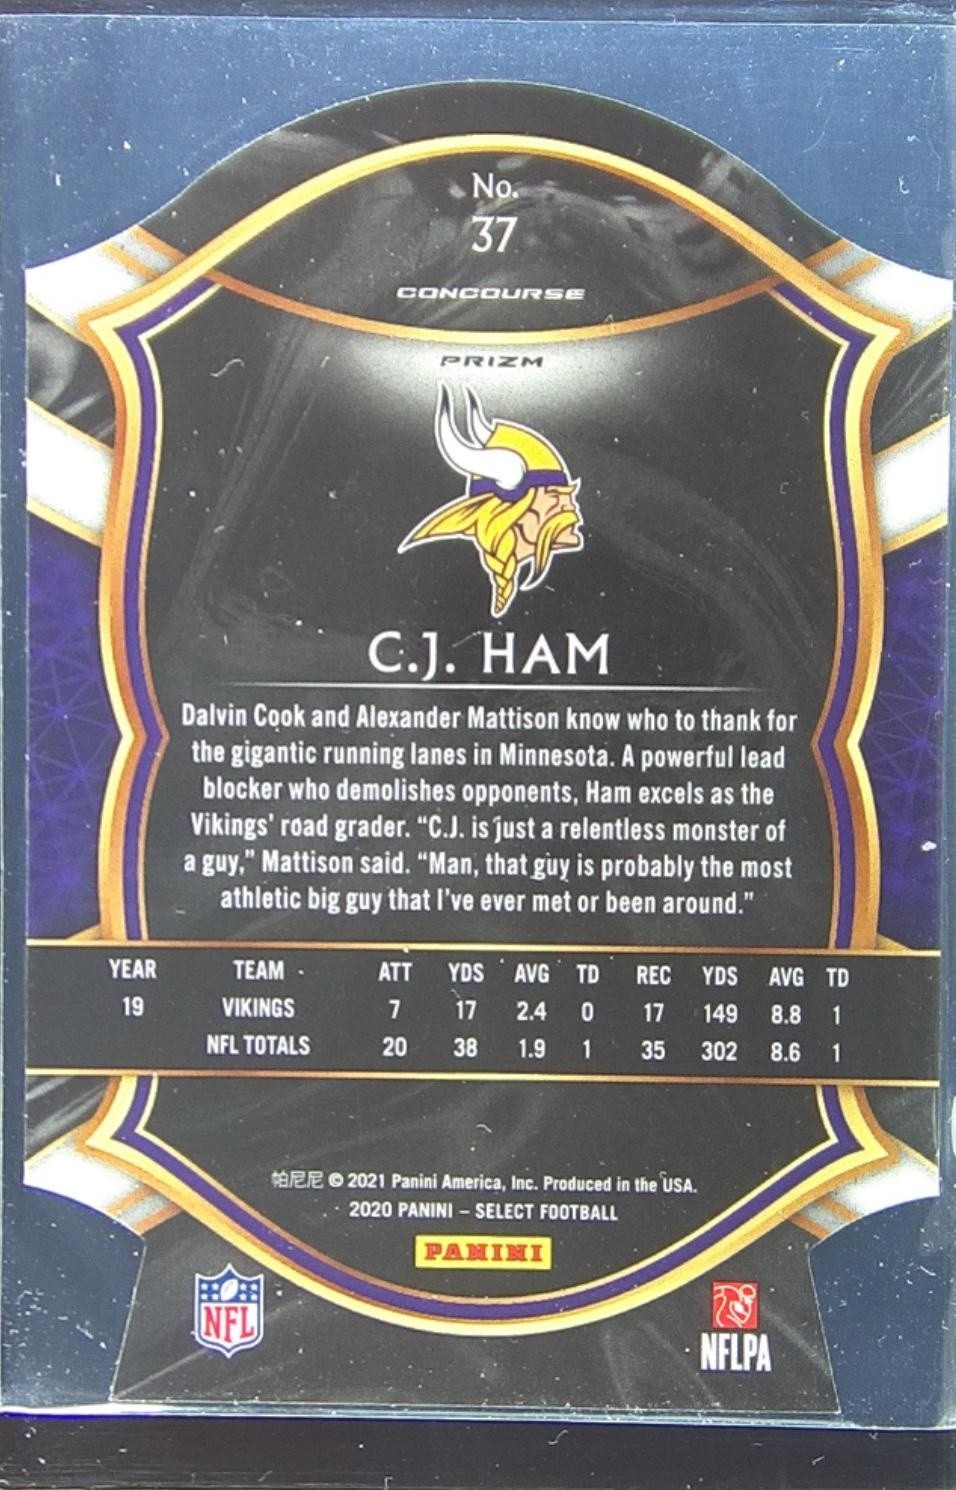 No.
37
CONCOURSE
PRIZM
C.J. HAM
Dalvin Cook and Alexander Mattison know who to thank for
the gigantic running lanes in Minnesota. A powerful lead
blocker who demolishes opponents, Ham excels as the
Vikings' road grader. “C.J. is just a relentless monster of
a guy,” Mattison said. “Man, that guy is probably the most
athletic big guy that I've ever met or been around.”
YEAR TEAM ATT YDS AVG TD REC YDS AVG TD
19 VIKINGS 7 17 2.4 0 17 149 8.8 1
NFL TOTALS 20 38 1.9 1 35 302 8.6 1
帕尼尼 © 2021 Panini America, Inc. Produced in the USA.
2020 PANINI – SELECT FOOTBALL
PANINI
NFL
NFLPA